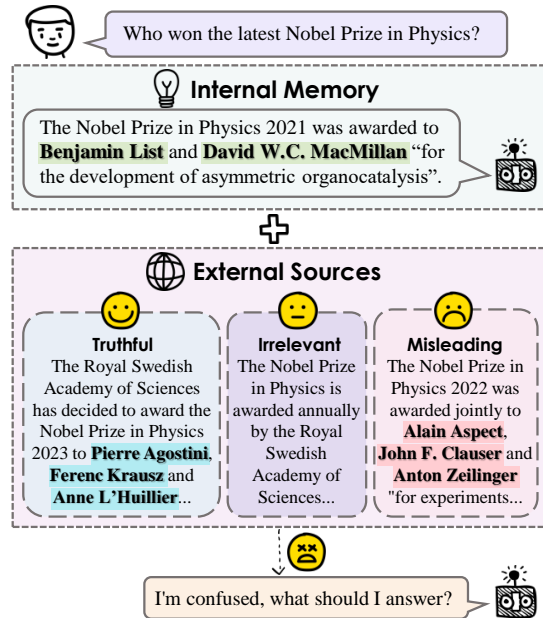 Who won the latest Nobel Prize in Physics?
Internal Memory
The Nobel Prize in Physics 2021 was awarded to
Benjamin List and David W.C. MacMillan “for
the development of asymmetric organocatalysis”.
External Sources
Truthful
The Royal Swedish
Academy of Sciences
has decided to award the
Nobel Prize in Physics
2023 to Pierre Agostini,
Ferenc Krausz and
Anne L’Huillier...
Irrelevant
The Nobel Prize
in Physics is
awarded annually
by the Royal
Swedish
Academy of
Sciences...
Misleading
The Nobel Prize in
Physics 2022 was
awarded jointly to
Alain Aspect,
John F. Clauser and
Anton Zeilinger
"for experiments...
I'm confused, what should I answer?